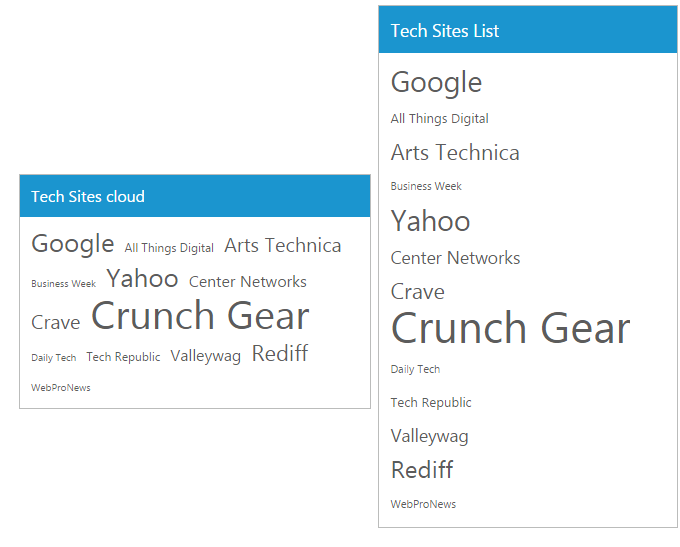 Tech Sites cloud
Google All Things Digital Arts Technica
Business Week Yahoo Center Networks
Crave Crunch Gear
Daily Tech Tech Republic Valleywag Rediff
WebProNews
Tech Sites List
Google
All Things Digital
Arts Technica
Business Week
Yahoo
Center Networks
Crave
Crunch Gear
Daily Tech
Tech Republic
Valleywag
Rediff
WebProNews